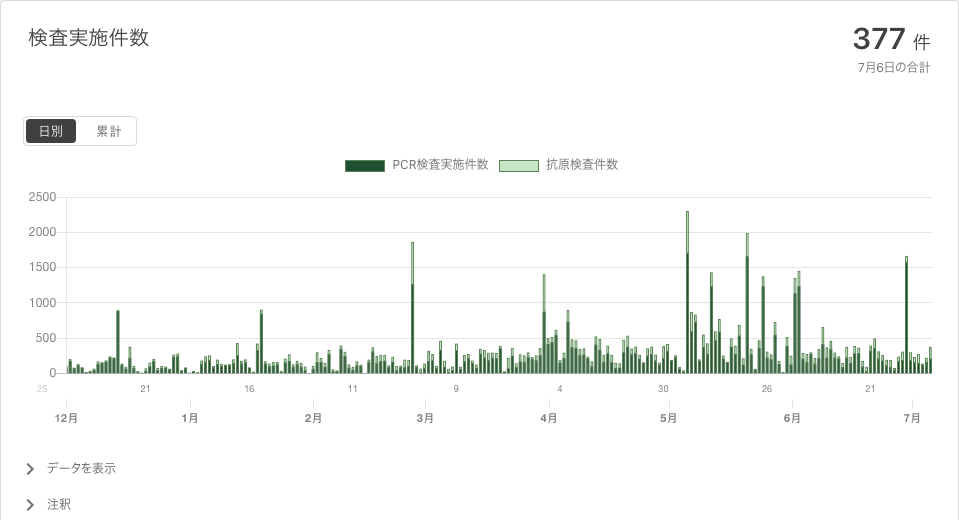 検査実施件数
377 件
7月6日の合計
日別 累計
PCR検査実施件数 抗原検査件数
2500
2000
1500
1000
500
0
25 21 16 11 9 4 30 26 21
12月 1月 2月 3月 4月 5月 6月 7月
データを表示
注釈